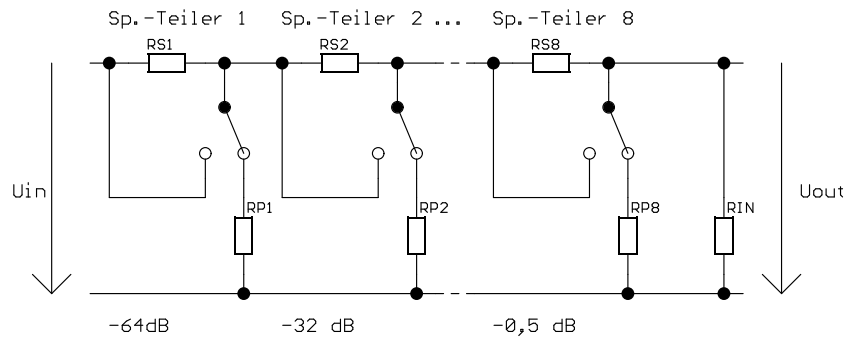 Sp.-Teiler 1 Sp.-Teiler 2 ... Sp.-Teiler 8
RS1 RS2 RS8
Uin Uout
RP1 RP2 RP8 RIN
-64dB -32 dB -0,5 dB